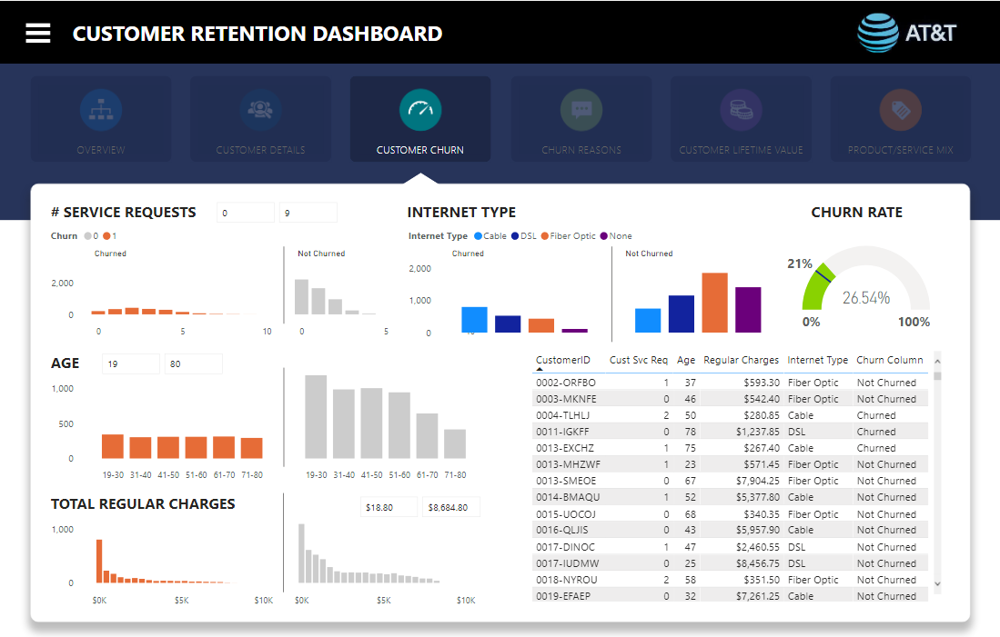 CUSTOMER RETENTION DASHBOARD
AT&T
OVERVIEW
CUSTOMER DETAILS
CUSTOMER CHURN
CHURN REASONS
CUSTOMER LIFETIME VALUE
PRODUCT/SERVICE MIX
# SERVICE REQUESTS
0
9
Churn 0 1
Churned
Not Churned
2,000
0
0
5
10
0
5
INTERNET TYPE
Internet Type Cable DSL Fiber Optic None
Churned
Not Churned
2,000
1,000
0
CHURN RATE
21%
26.54%
0%
100%
AGE
19
80
1,000
500
0
19-30 31-40 41-50 51-60 61-70 71-80
19-30 31-40 41-50 51-60 61-70 71-80
TOTAL REGULAR CHARGES
$18.80
$8,684.80
1,000
0
$0K $5K $10K
$0K $5K $10K
CustomerID Cust Svc Req Age Regular Charges Internet Type Churn Column
0002-ORFBO 1 37 $593.30 Fiber Optic Not Churned
0003-MKNFE 0 46 $542.40 Fiber Optic Not Churned
0004-TLHLJ 2 50 $280.85 Cable Churned
0011-IGKFF 0 78 $1,237.85 DSL Churned
0013-EXCHZ 1 75 $267.40 Cable Churned
0013-MHZWF 1 23 $571.45 Fiber Optic Not Churned
0013-SMEOE 0 67 $7,904.25 Fiber Optic Not Churned
0014-BMAQU 1 52 $5,377.80 Cable Not Churned
0015-UOCOJ 0 68 $340.35 Fiber Optic Not Churned
0016-QLJIS 0 43 $5,957.90 Cable Not Churned
0017-DINOC 1 47 $2,460.55 DSL Not Churned
0017-IUDMW 0 25 $8,456.75 DSL Not Churned
0018-NYROU 2 58 $351.50 Fiber Optic Not Churned
0019-EFAEP 0 32 $7,261.25 Cable Not Churned